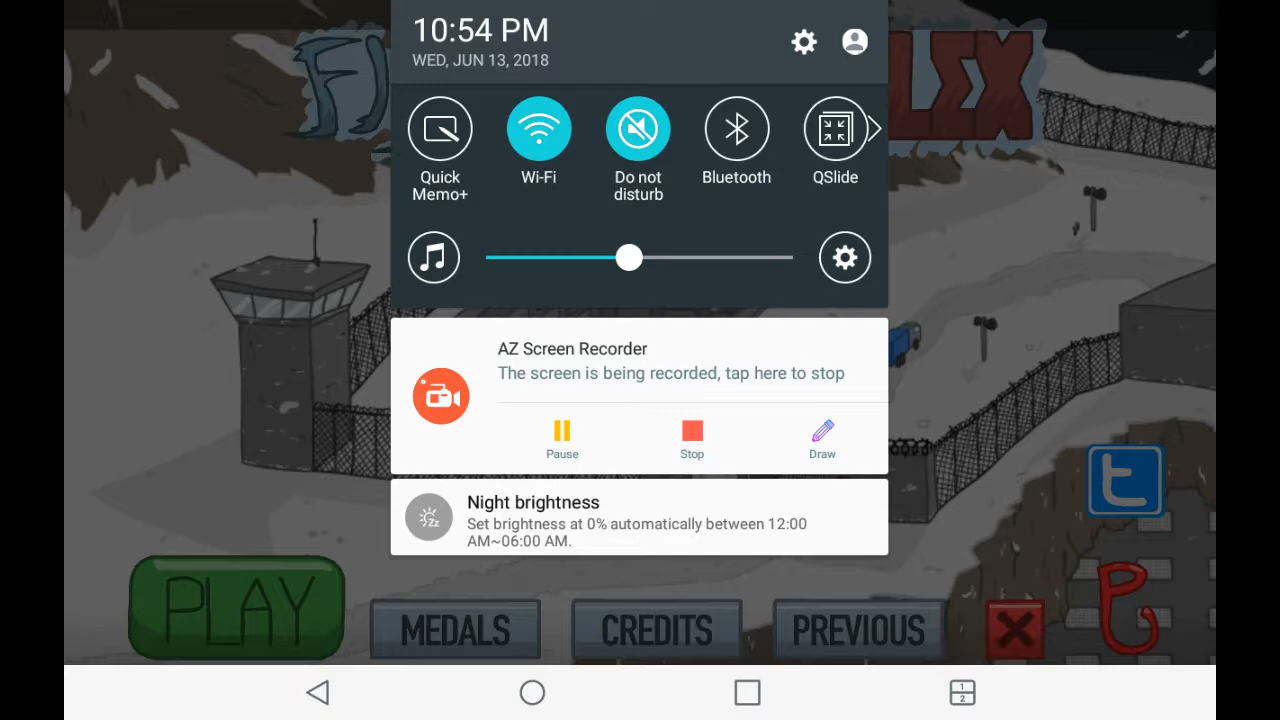 10:54 PM
WED, JUN 13, 2018
Quick
Memo+
Wi-Fi
Do not
disturb
Bluetooth
QSlide
AZ Screen Recorder
The screen is being recorded, tap here to stop
Pause
Stop
Draw
Night brightness
Set brightness at 0% automatically between 12:00
AM~06:00 AM.
PLAY
MEDALS
CREDITS
PREVIOUS